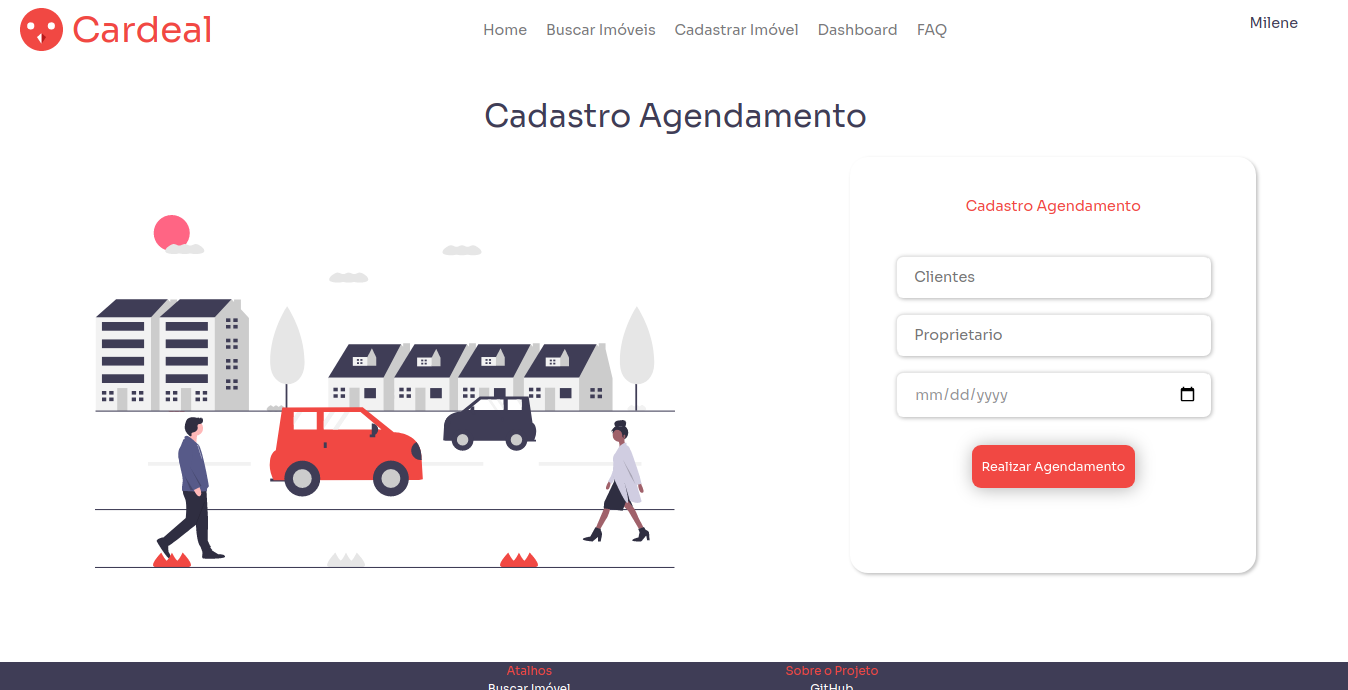 Cardeal
Home Buscar Imóveis Cadastrar Imóvel Dashboard FAQ
Milene
Cadastro Agendamento
Cadastro Agendamento
Clientes
Proprietario
mm/dd/yyyy
Realizar Agendamento
Atalhos Sobre o Projeto
Buscar Imóvel GitHub